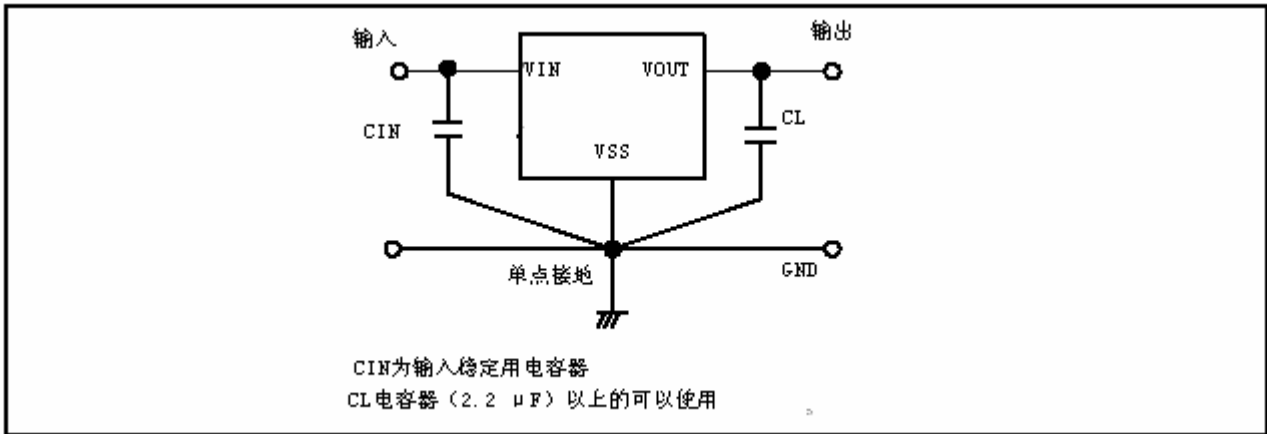 输入
输出
VIN
VOUT
CIN
CL
VSS
单点接地
GND
CIN为输入稳定用电容器
CL电容器（2.2 μF）以上的可以使用